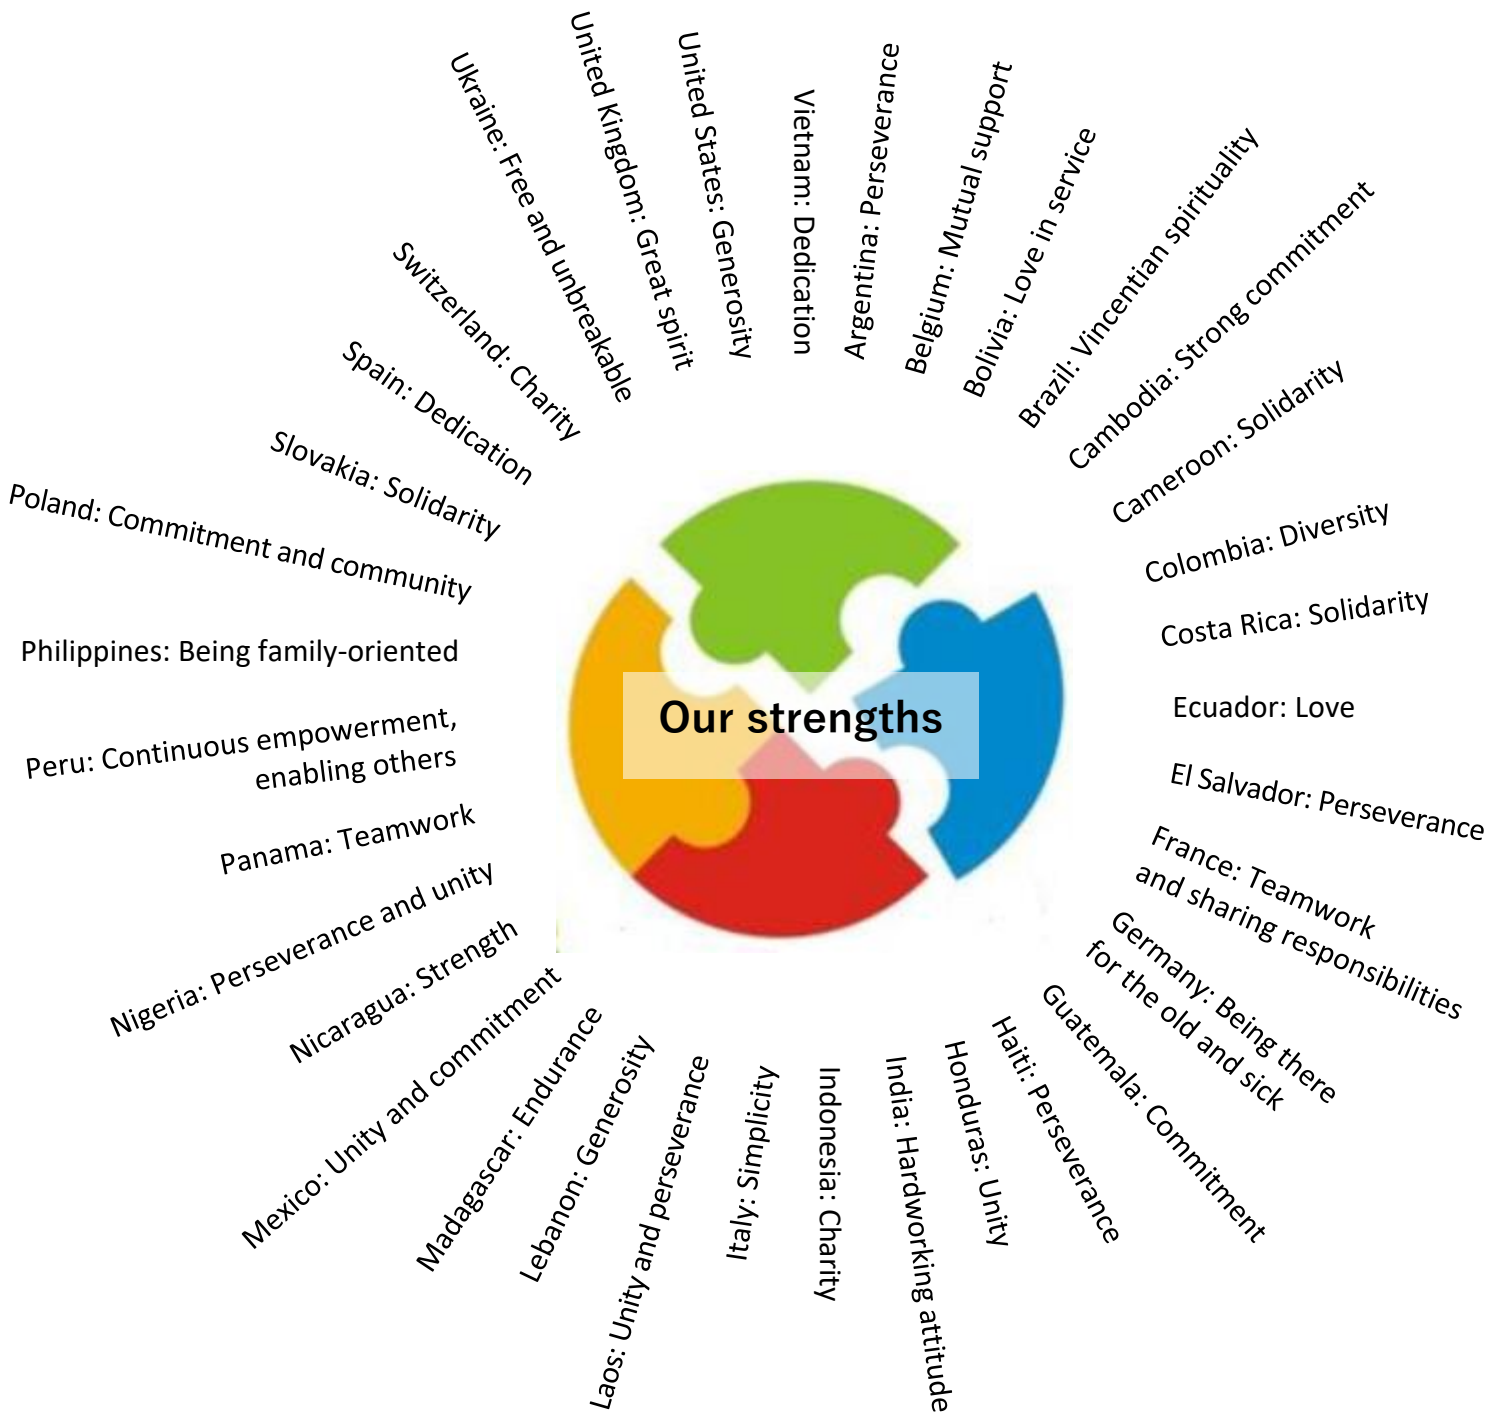 Our strengths
Argentina: Perseverance
Belgium: Mutual support
Bolivia: Love in service
Brazil: Vincentian spirituality
Cambodia: Strong commitment
Cameroon: Solidarity
Colombia: Diversity
Costa Rica: Solidarity
Ecuador: Love
El Salvador: Perseverance
France: Teamwork
and sharing responsibilities
Germany: Being there
for the old and sick
Guatemala: Commitment
Haiti: Perseverance
Honduras: Unity
India: Hardworking attitude
Indonesia: Charity
Italy: Simplicity
Laos: Unity and perseverance
Lebanon: Generosity
Madagascar: Endurance
Mexico: Unity and commitment
Nicaragua: Strength
Nigeria: Perseverance and unity
Panama: Teamwork
Peru: Continuous empowerment,
enabling others
Philippines: Being family-oriented
Poland: Commitment and community
Slovakia: Solidarity
Spain: Dedication
Switzerland: Charity
Ukraine: Free and unbreakable
United Kingdom: Great spirit
United States: Generosity
Vietnam: Dedication